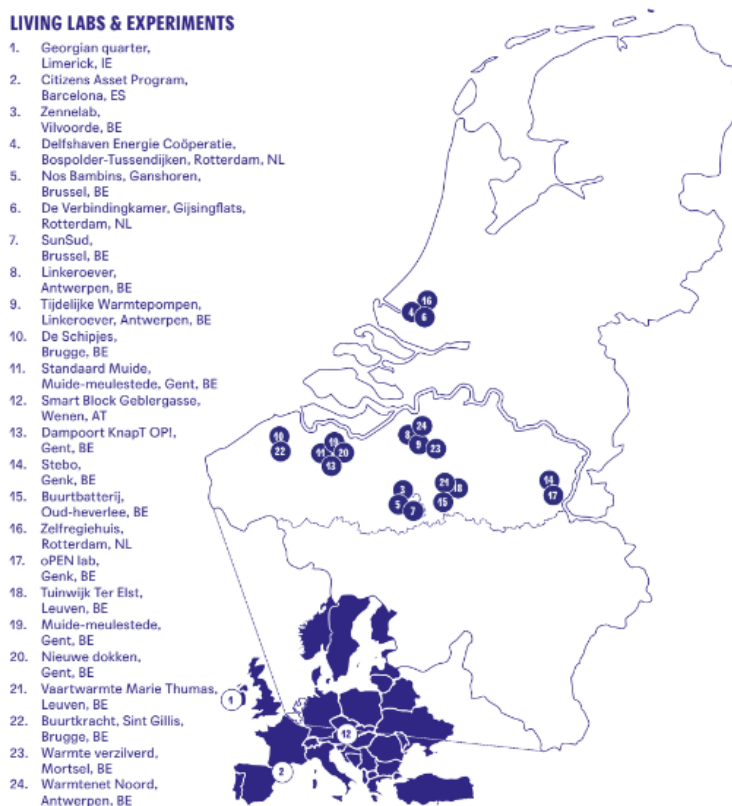 LIVING LABS & EXPERIMENTS
1. Georgian quarter,
Limerick, IE
2. Citizens Asset Program,
Barcelona, ES
3. Zennelab,
Vilvoorde, BE
4. Delfshaven Energie Coöperatie,
Bospolder-Tussendijken, Rotterdam, NL
5. Nos Bambins, Ganshoren,
Brussel, BE
6. De Verbindingkamer, Gijsingflats,
Rotterdam, NL
7. SunSud,
Brussel, BE
8. Linkeroever,
Antwerpen, BE
9. Tijdelijke Warmtepompen,
Linkeroever, Antwerpen, BE
10. De Schipjes,
Brugge, BE
11. Standaard Muide,
Muide-meulestede, Gent, BE
12. Smart Block Geblergasse,
Wenen, AT
13. Dampoort KnapT OP!,
Gent, BE
14. Stebo,
Genk, BE
15. Buurtbatterij,
Oud-heverlee, BE
16. Zelfregiehuis,
Rotterdam, NL
17. oPEN lab,
Genk, BE
18. Tuinwijk Ter Elst,
Leuven, BE
19. Muide-meulestede,
Gent, BE
20. Nieuwe dokken,
Gent, BE
21. Vaartwarmte Marie Thumas,
Leuven, BE
22. Buurtkracht, Sint Gillis,
Brugge, BE
23. Warmte verzilverd,
Mortsel, BE
24. Warmtenet Noord,
Antwerpen, BE
16
4 6
24
10 19 8
11 20 9 23
22 13
21 14
3 18
5 7 15 17
1
12
2